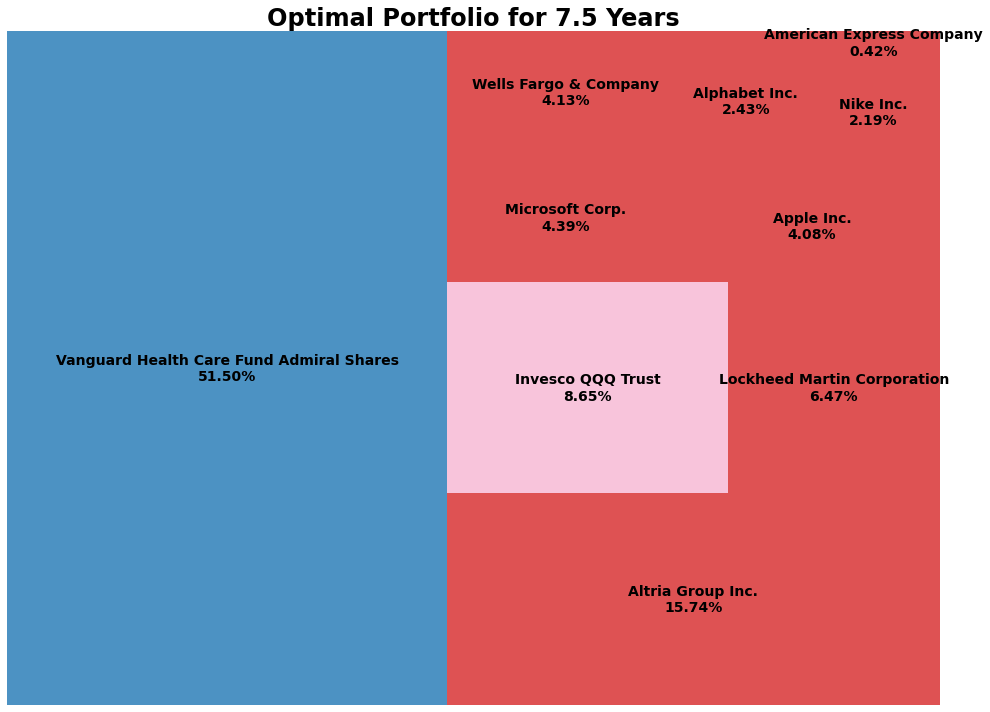 Optimal Portfolio for 7.5 Years
American Express Company
0.42%
Wells Fargo & Company
4.13%
Alphabet Inc.
2.43%
Nike Inc.
2.19%
Microsoft Corp.
4.39%
Apple Inc.
4.08%
Vanguard Health Care Fund Admiral Shares
51.50%
Invesco QQQ Trust
8.65%
Lockheed Martin Corporation
6.47%
Altria Group Inc.
15.74%